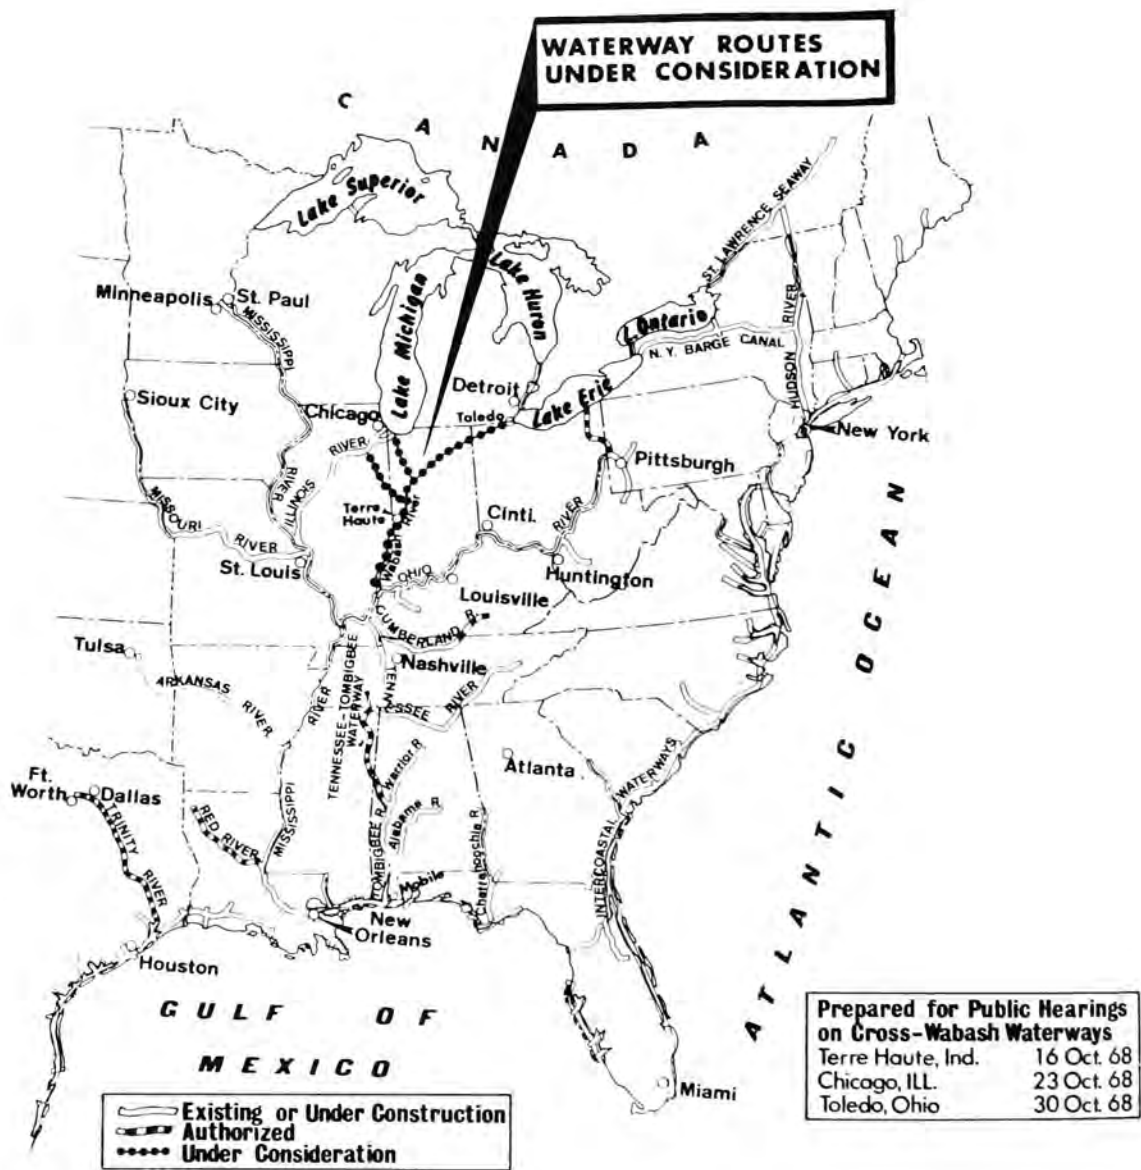 WATERWAY ROUTES
UNDER CONSIDERATION
CANADA
Lake Superior
Lake Michigan
Lake Huron
L. Ontario
Lake Erie
ST. LAWRENCE SEAWAY
N.Y. BARGE CANAL
HUDSON RIVER
Minneapolis
St. Paul
MISSISSIPPI
RIVER
Sioux City
Chicago
Detroit
Toledo
New York
Pittsburgh
ILLINOIS
RIVER
Terre
Haute
Wabash River
Cinti.
OHIO
RIVER
Huntington
MISSOURI
RIVER
St. Louis
Louisville
CUMBERLAND R.
Tulsa
Nashville
ARKANSAS
RIVER
TENNESSEE
RIVER
TENNESSEE-TOMBIGBEE
WATERWAY
MISSISSIPPI
RIVER
Atlanta
Warrior R.
Alabama R.
TOMBIGBEE R.
Chattahoochie R.
INTERCOASTAL
WATERWAYS
Ft.
Worth
Dallas
TRINITY
RIVER
RED RIVER
Mobile
New
Orleans
Houston
Miami
ATLANTIC OCEAN
GULF OF
MEXICO
Existing or Under Construction
Authorized
Under Consideration
Prepared for Public Hearings
on Cross-Wabash Waterways
Terre Haute, Ind. 16 Oct. 68
Chicago, ILL. 23 Oct. 68
Toledo, Ohio 30 Oct. 68